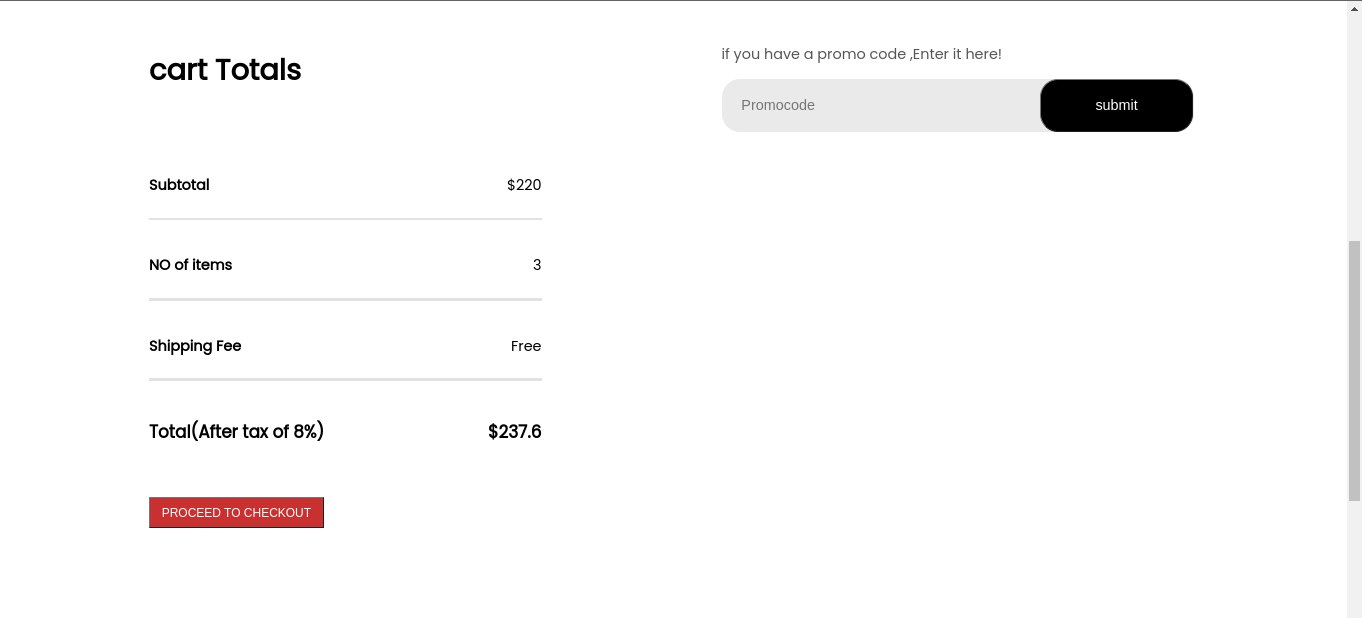 cart Totals
Subtotal $220
NO of items 3
Shipping Fee Free
Total(After tax of 8%) $237.6
PROCEED TO CHECKOUT
if you have a promo code ,Enter it here!
Promocode submit